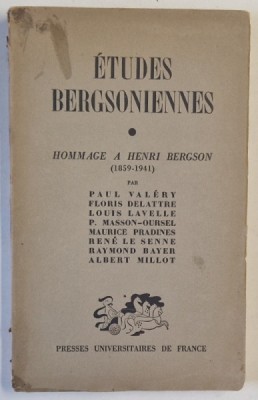 ÉTUDES
BERGSONIENNES
HOMMAGE A HENRI BERGSON
(1859-1941)
PAR
PAUL VALÉRY
FLORIS DELATTRE
LOUIS LAVELLE
P. MASSON-OURSEL
MAURICE PRADINES
RENÉ LE SENNE
RAYMOND BAYER
ALBERT MILLOT
PRESSES UNIVERSITAIRES DE FRANCE